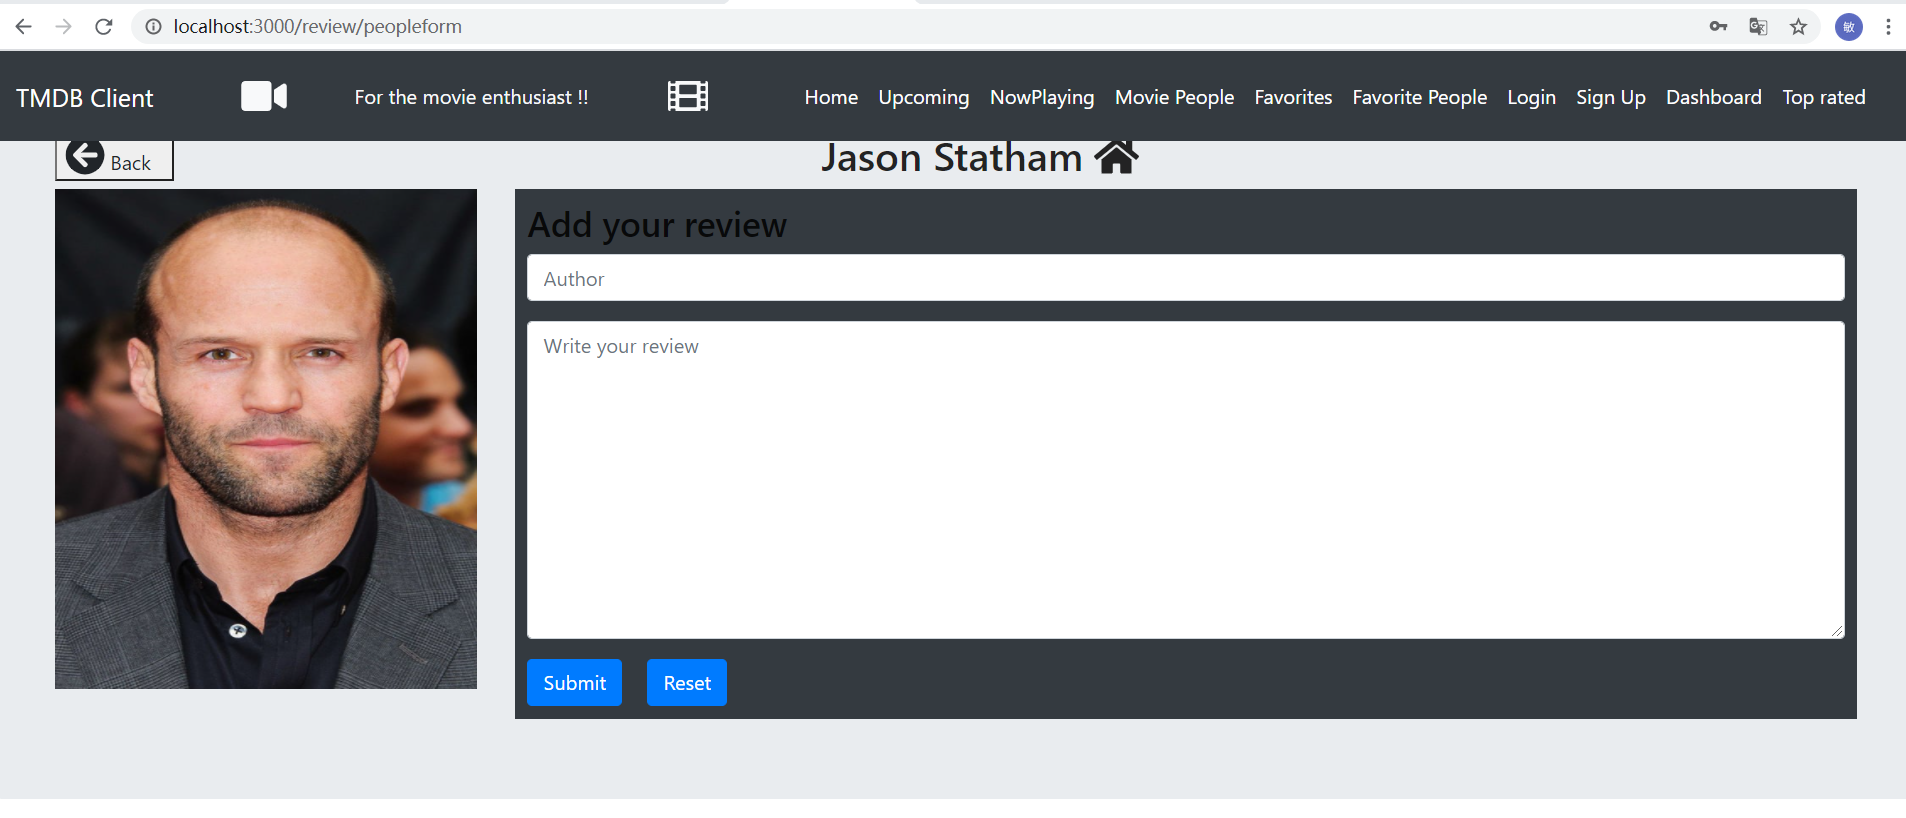 localhost:3000/review/peopleform
敏
TMDB Client
For the movie enthusiast !!
Home Upcoming NowPlaying Movie People Favorites Favorite People Login Sign Up Dashboard Top rated
Back
Jason Statham
Add your review
Author
Write your review
Submit Reset